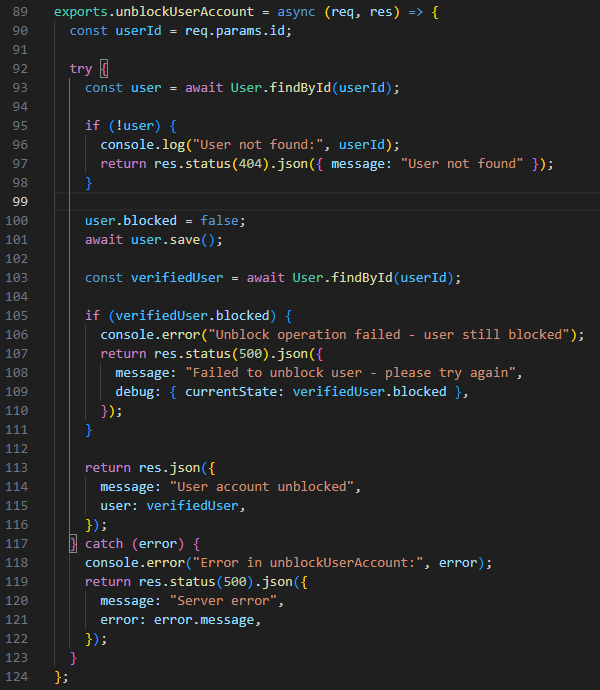 89 exports.unblockUserAccount = async (req, res) => {
90   const userId = req.params.id;
91
92   try {
93     const user = await User.findById(userId);
94
95     if (!user) {
96       console.log("User not found:", userId);
97       return res.status(404).json({ message: "User not found" });
98     }
99
100     user.blocked = false;
101     await user.save();
102
103     const verifiedUser = await User.findById(userId);
104
105     if (verifiedUser.blocked) {
106       console.error("Unblock operation failed - user still blocked");
107       return res.status(500).json({
108         message: "Failed to unblock user - please try again",
109         debug: { currentState: verifiedUser.blocked },
110       });
111     }
112
113     return res.json({
114       message: "User account unblocked",
115       user: verifiedUser,
116     });
117   } catch (error) {
118     console.error("Error in unblockUserAccount:", error);
119     return res.status(500).json({
120       message: "Server error",
121       error: error.message,
122     });
123   }
124 };